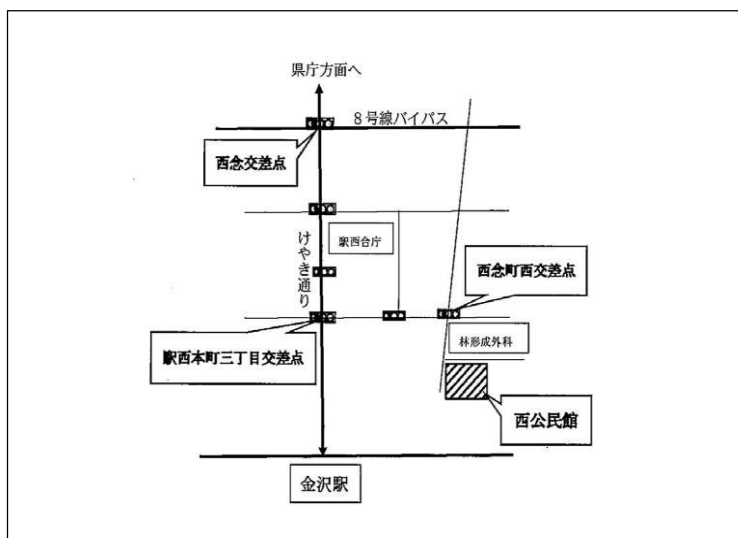 県庁方面へ
8号線バイパス
西念交差点
けやき通り
駅西合庁
西念町西交差点
駅西本町三丁目交差点
林形成外科
西公民館
金沢駅